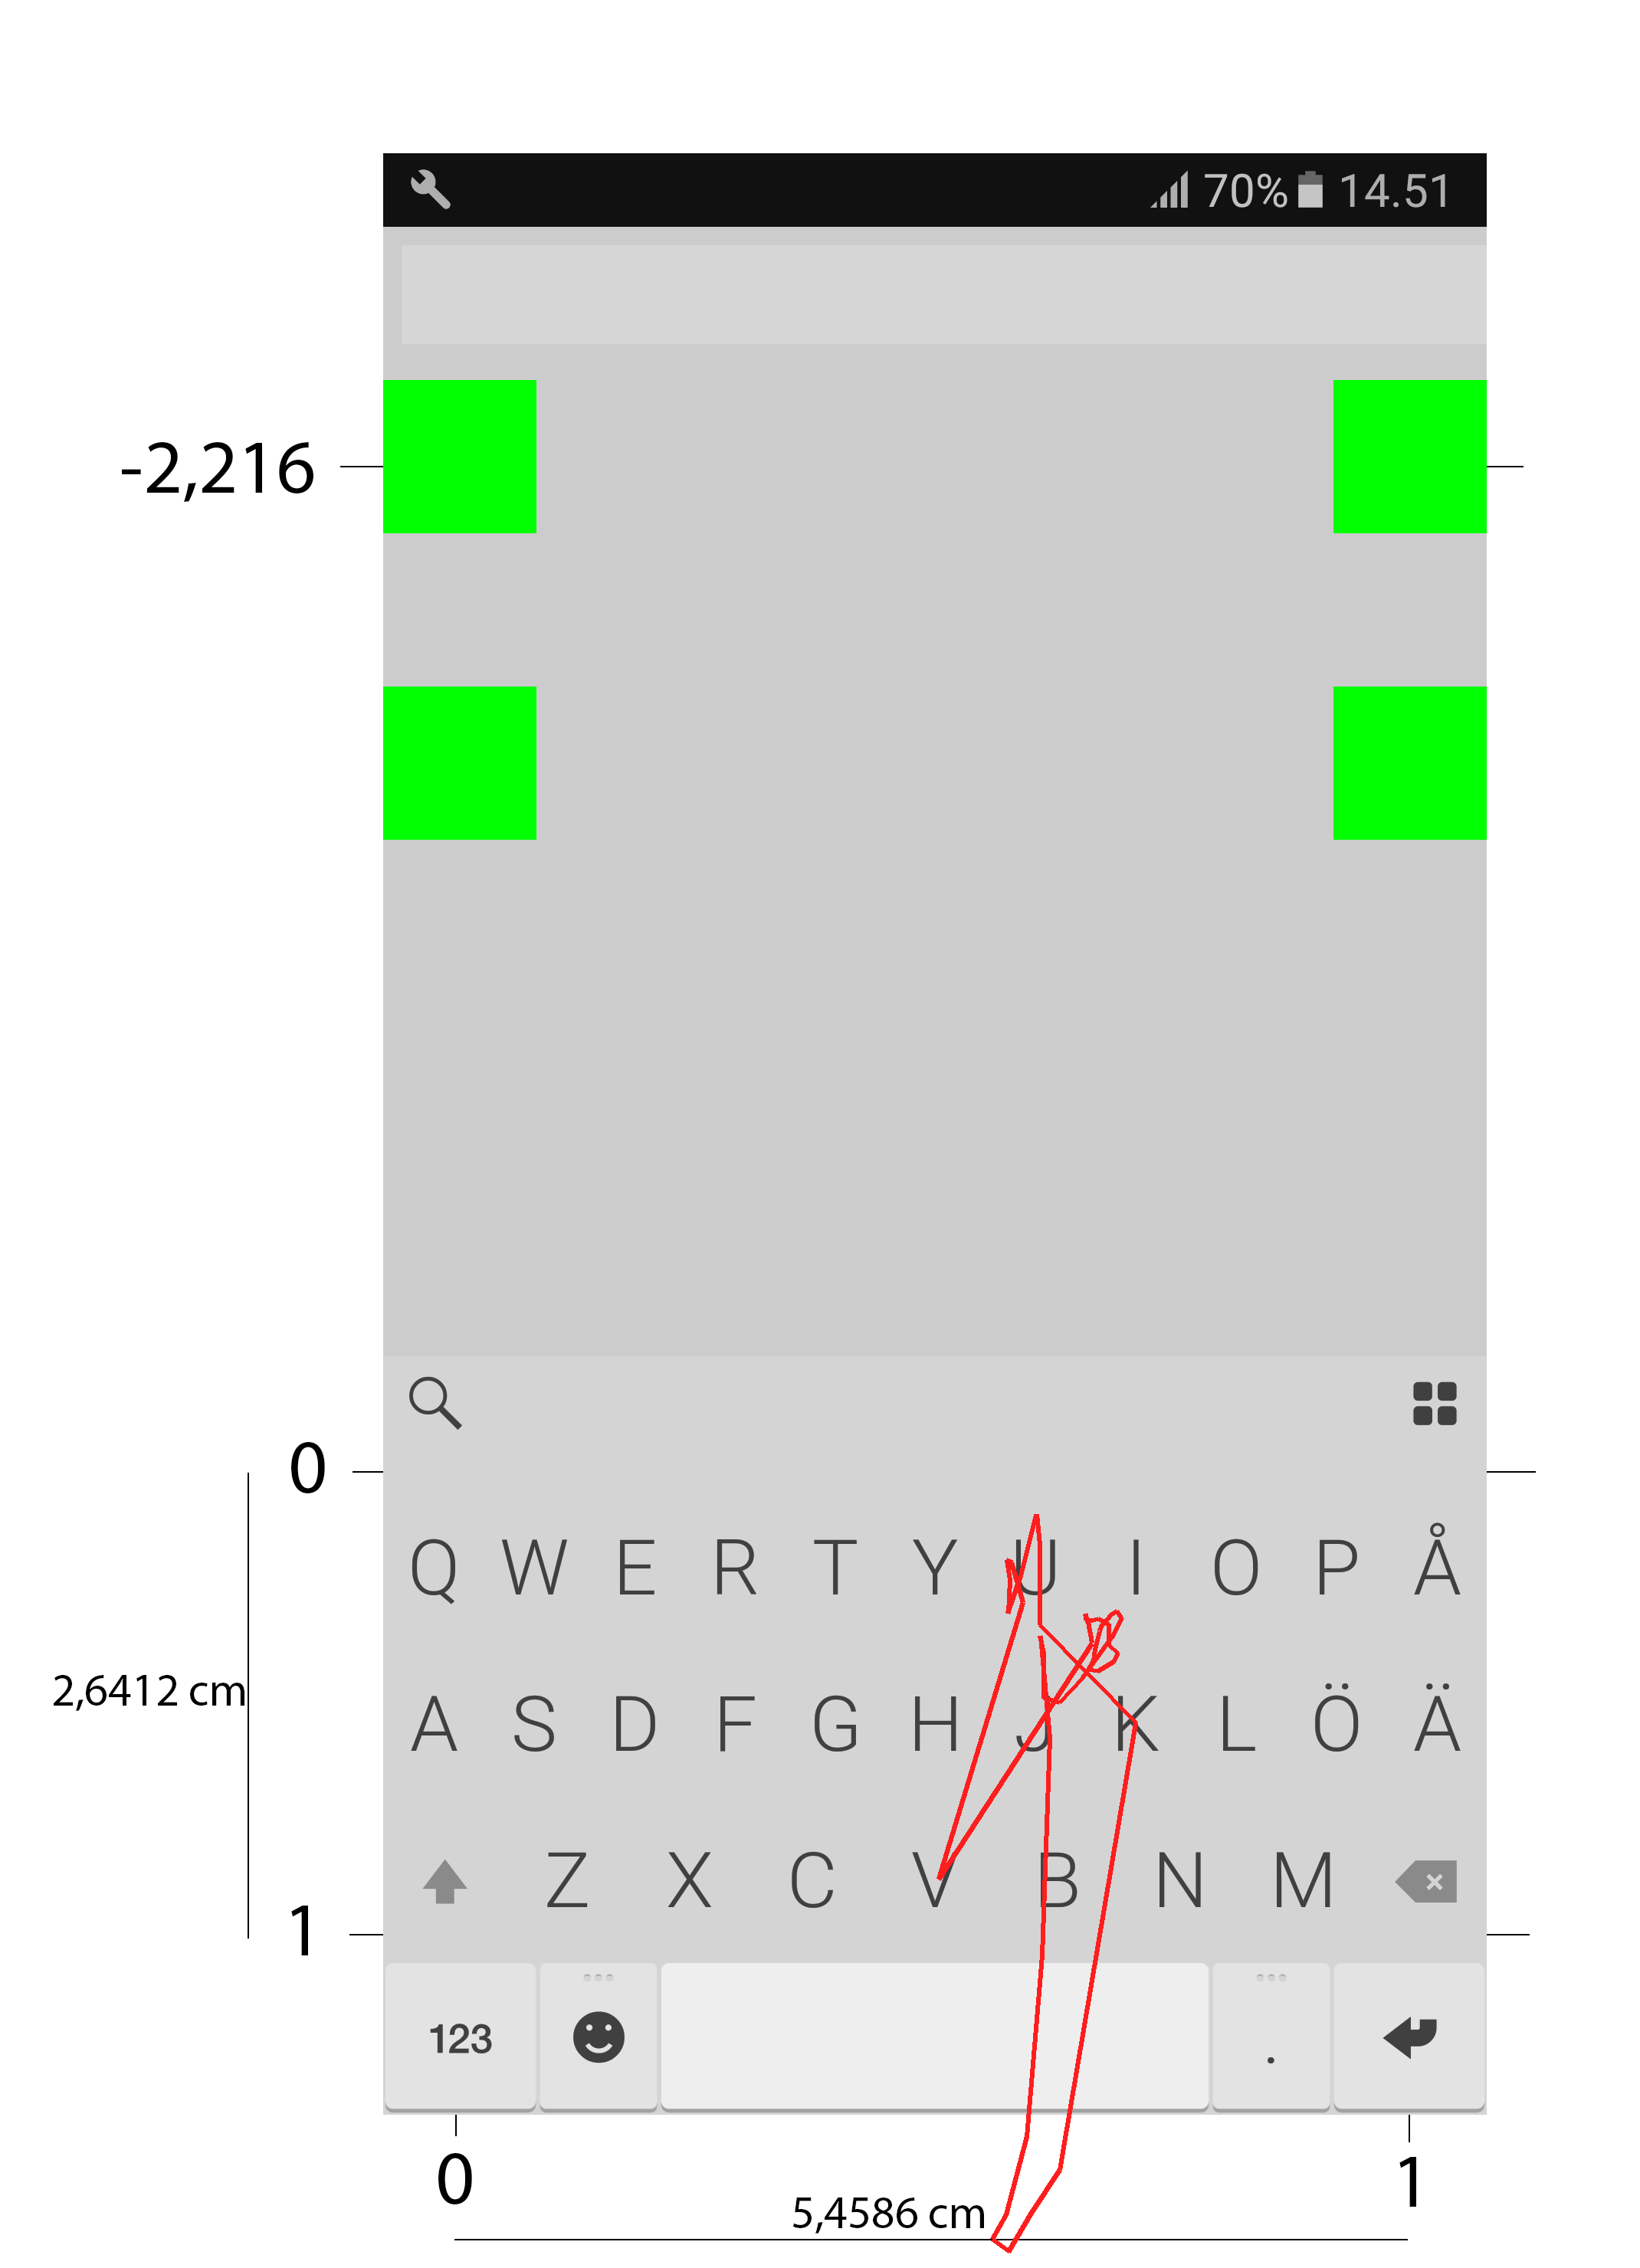 70% 14.51
-2,216
0
Q W E R T Y U I O P Å
2,6412 cm
A S D F G H J K L Ö Ä
Z X C V B N M
1
123 .
0 1
5,4586 cm